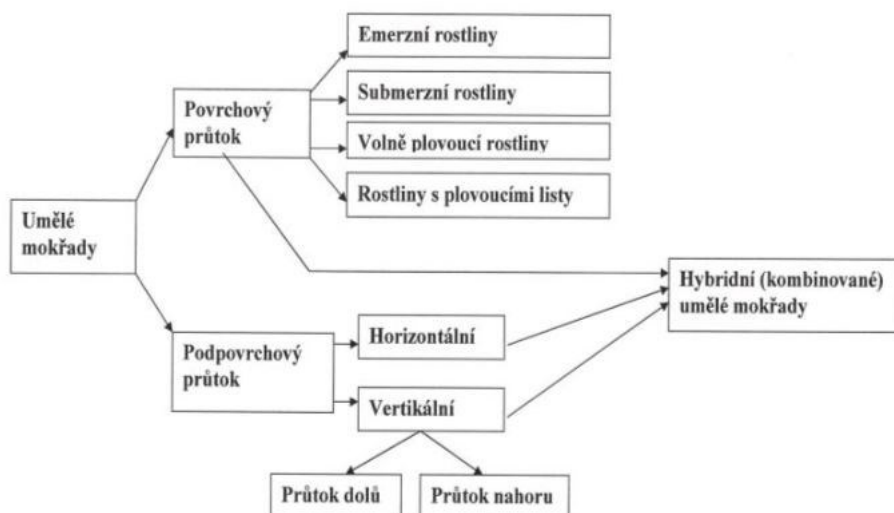 Emerzní rostliny
Submerzní rostliny
Povrchový
průtok
Volně plovoucí rostliny
Rostliny s plovoucími listy
Umělé
mokřady
Hybridní (kombinované)
umělé mokřady
Podpovrchový
průtok
Horizontální
Vertikální
Průtok dolů
Průtok nahoru